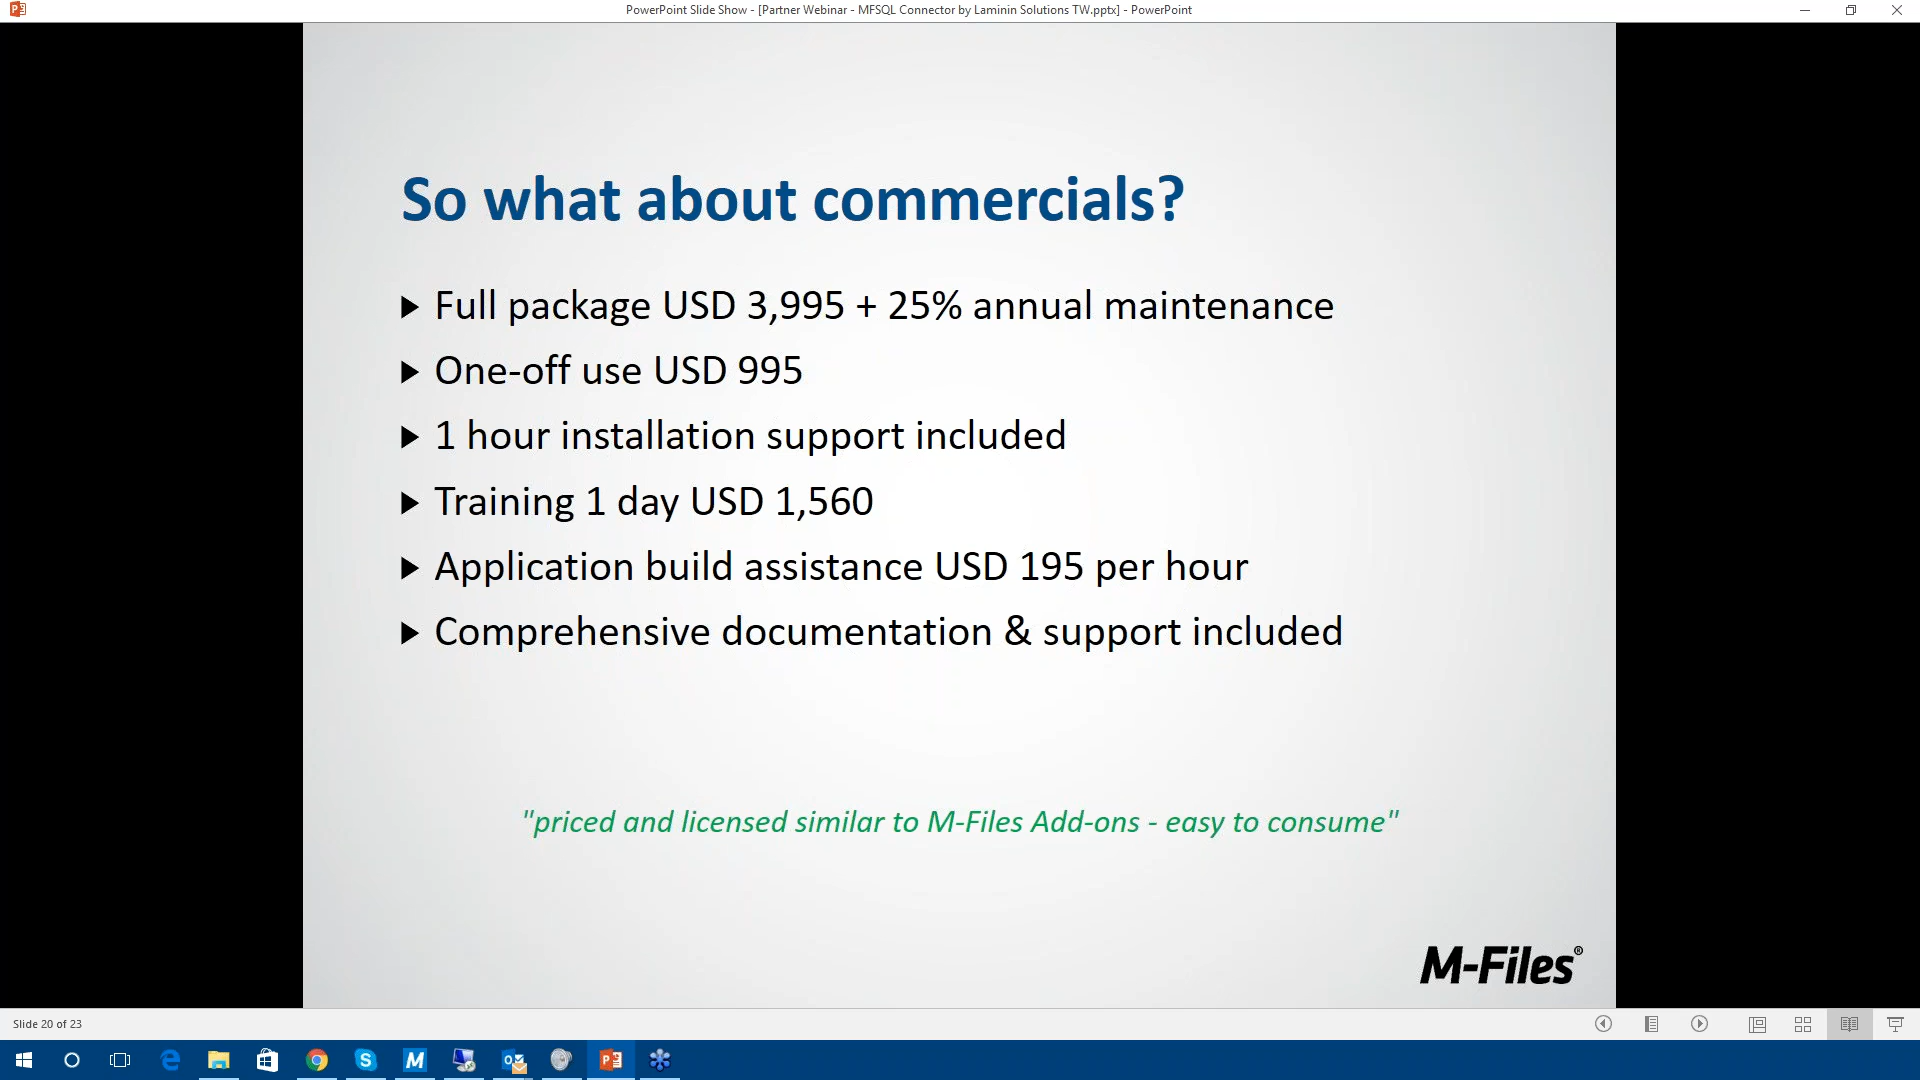 PowerPoint Slide Show - [Partner Webinar - MFSQL Connector by Laminin Solutions TW.pptx] - PowerPoint
So what about commercials?
Full package USD 3,995 + 25% annual maintenance
One-off use USD 995
1 hour installation support included
Training 1 day USD 1,560
Application build assistance USD 195 per hour
Comprehensive documentation & support included
"priced and licensed similar to M-Files Add-ons - easy to consume"
M-Files®
Slide 20 of 23